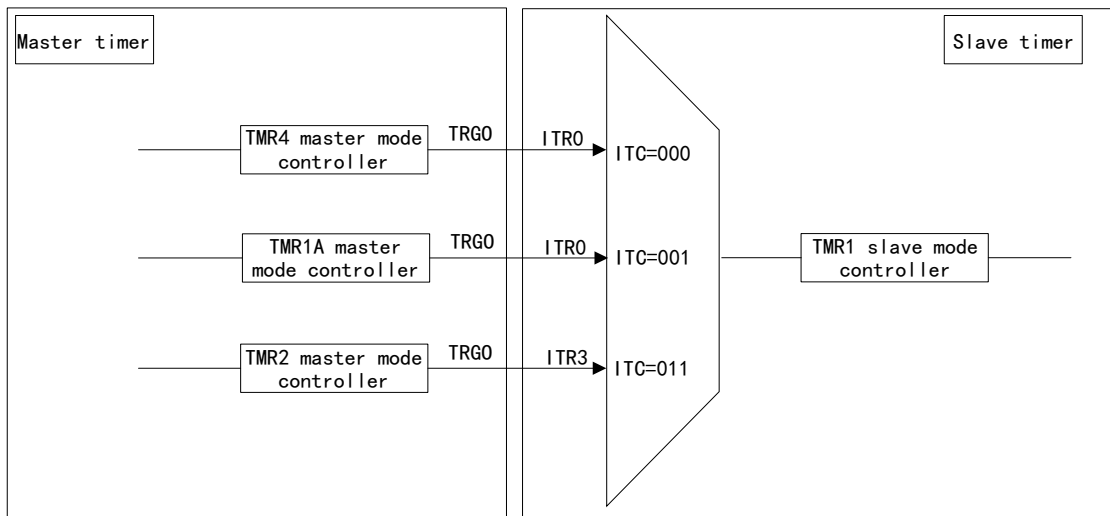 Master timer
Slave timer
TMR4 master mode
controller
TRGO
ITR0
ITC=000
TMR1A master
mode controller
TRGO
ITR0
ITC=001
TMR1 slave mode
controller
TMR2 master mode
controller
TRGO
ITR3
ITC=011